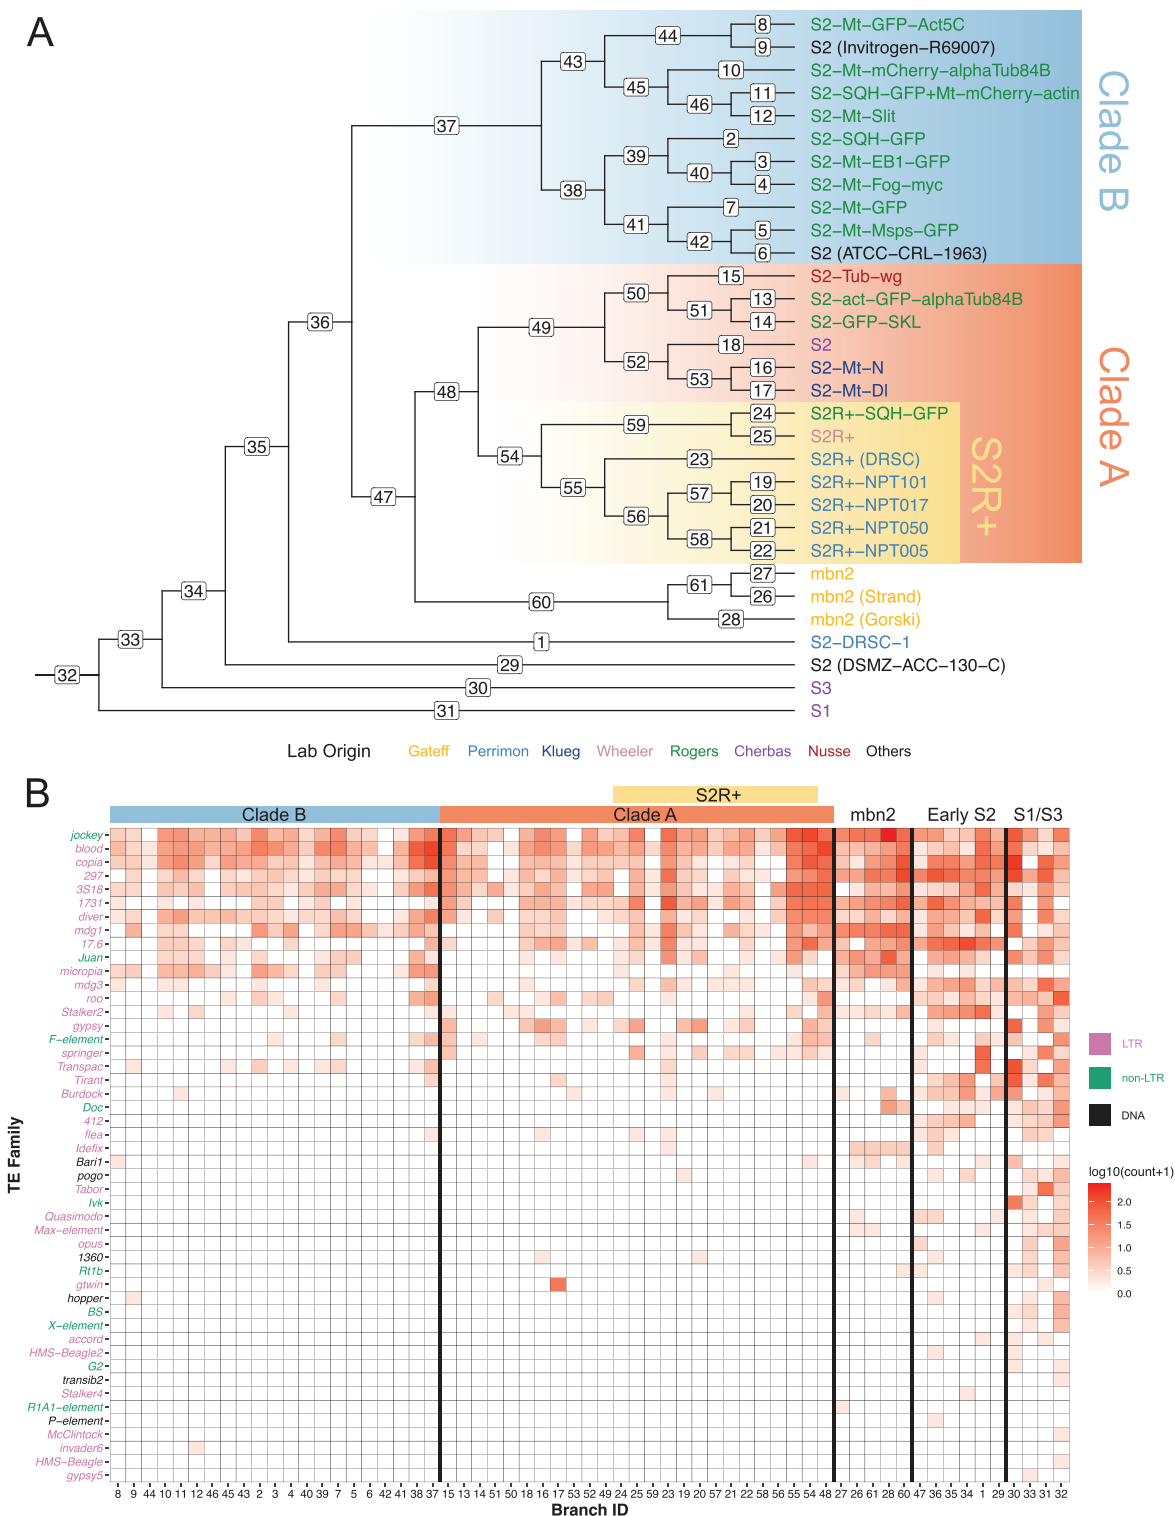 A
8 S2−Mt−GFP−Act5C
44
9 S2 (Invitrogen−R69007)
43
10 S2−Mt−mCherry−alphaTub84B
45
11 S2−SQH−GFP+Mt−mCherry−actin
46
12 S2−Mt−Slit
37
2 S2−SQH−GFP
39
3 S2−Mt−EB1−GFP
40
4 S2−Mt−Fog−myc
38
7 S2−Mt−GFP
41
5 S2−Mt−Msps−GFP
42
6 S2 (ATCC−CRL−1963)
Clade B
15 S2−Tub−wg
50
13 S2−act−GFP−alphaTub84B
51
14 S2−GFP−SKL
36
49
18 S2
52
16 S2−Mt−N
53
17 S2−Mt−Dl
48
24 S2R+−SQH−GFP
59
25 S2R+
54
23 S2R+ (DRSC)
35
55
19 S2R+−NPT101
57
20 S2R+−NPT017
47
56
21 S2R+−NPT050
58
22 S2R+−NPT005
S2R+
Clade A
27 mbn2
61
26 mbn2 (Strand)
34
60
28 mbn2 (Gorski)
33
1 S2−DRSC−1
29 S2 (DSMZ−ACC−130−C)
32
30 S3
31 S1
Lab Origin Gateff Perrimon Klueg Wheeler Rogers Cherbas Nusse Others
B
S2R+
Clade B Clade A mbn2 Early S2 S1/S3
jockey
blood
copia
297
3S18
1731
diver
mdg1
17.6
Juan
micropia
mdg3
roo
Stalker2
gypsy
F−element
springer
Transpac
Tirant
Burdock
Doc
412
flea
Idefix
Bari1
pogo
Tabor
Ivk
Quasimodo
Max−element
opus
1360
Rt1b
gtwin
hopper
BS
X−element
accord
HMS−Beagle2
G2
transib2
Stalker4
R1A1−element
P−element
McClintock
invader6
HMS−Beagle
gypsy5
TE Family
8 9 44 10 11 12 46 45 43 2 3 4 40 39 7 5 6 42 41 38 37 15 13 14 51 50 18 16 17 53 52 49 24 25 59 23 19 20 57 21 22 58 56 55 54 48 27 26 61 28 60 47 36 35 34 1 29 30 33 31 32
Branch ID
LTR
non−LTR
DNA
log10(count+1)
2.0
1.5
1.0
0.5
0.0